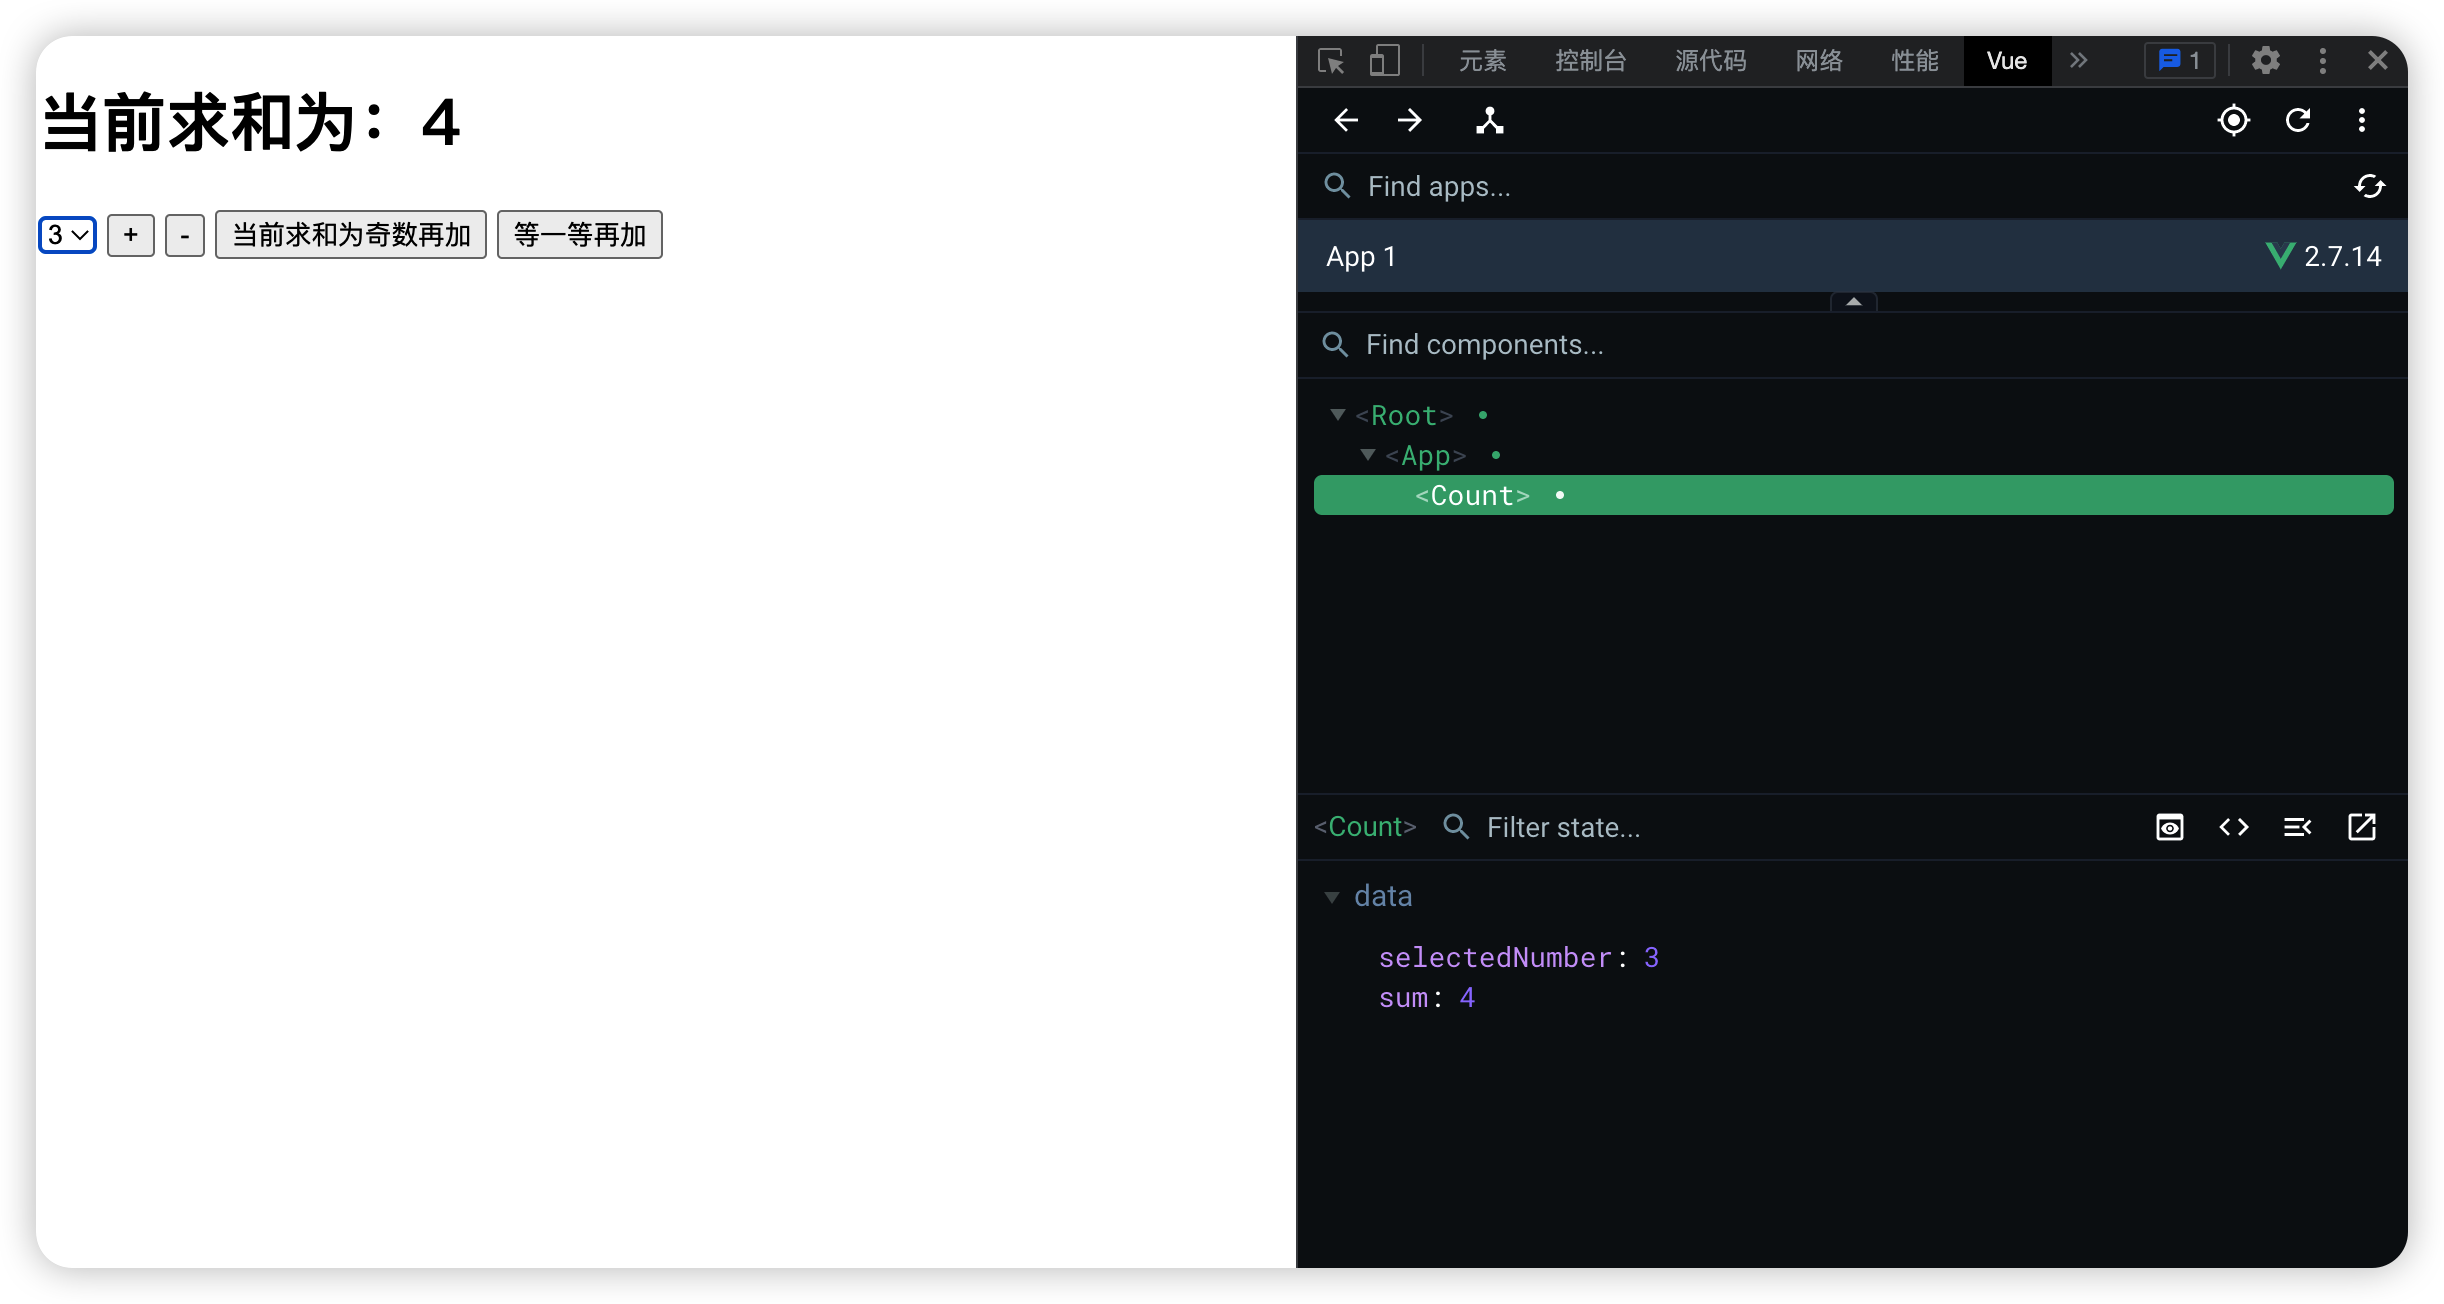 当前求和为：4
3 + - 当前求和为奇数再加 等一等再加
元素 控制台 源代码 网络 性能 Vue 1
Find apps...
App 1 2.7.14
Find components...
<Root>
<App>
<Count>
<Count> Filter state...
data
selectedNumber: 3
sum: 4